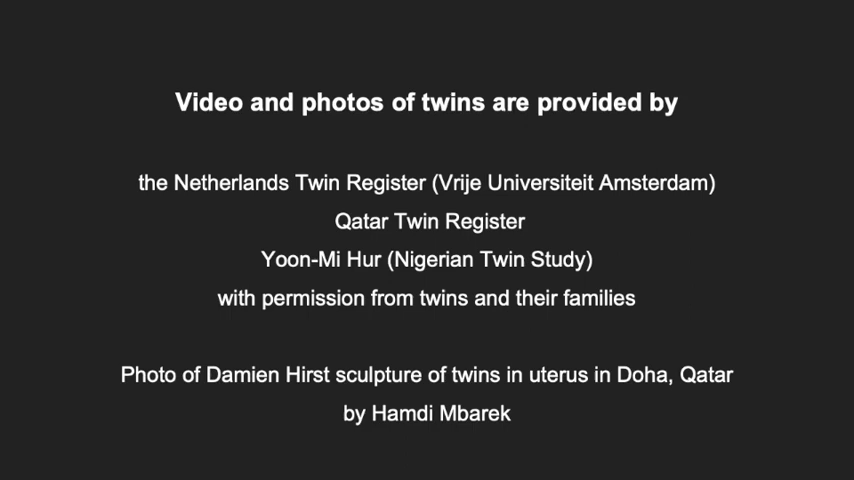 Video and photos of twins are provided by
the Netherlands Twin Register (Vrije Universiteit Amsterdam)
Qatar Twin Register
Yoon-Mi Hur (Nigerian Twin Study)
with permission from twins and their families
Photo of Damien Hirst sculpture of twins in uterus in Doha, Qatar
by Hamdi Mbarek